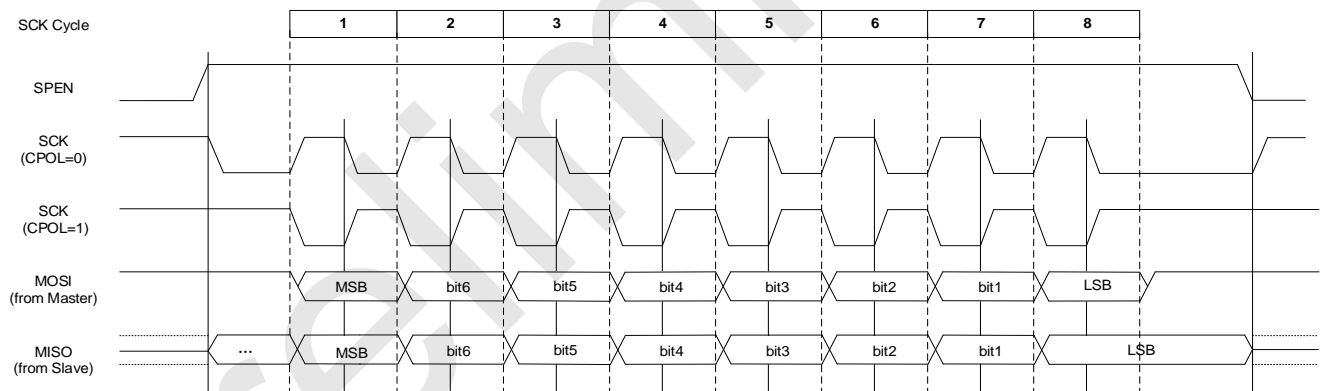 SCK Cycle 1 2 3 4 5 6 7 8
SPEN
SCK
(CPOL=0)
SCK
(CPOL=1)
MOSI
(from Master)
MSB bit6 bit5 bit4 bit3 bit2 bit1 LSB
MISO
(from Slave)
... MSB bit6 bit5 bit4 bit3 bit2 bit1 LSB